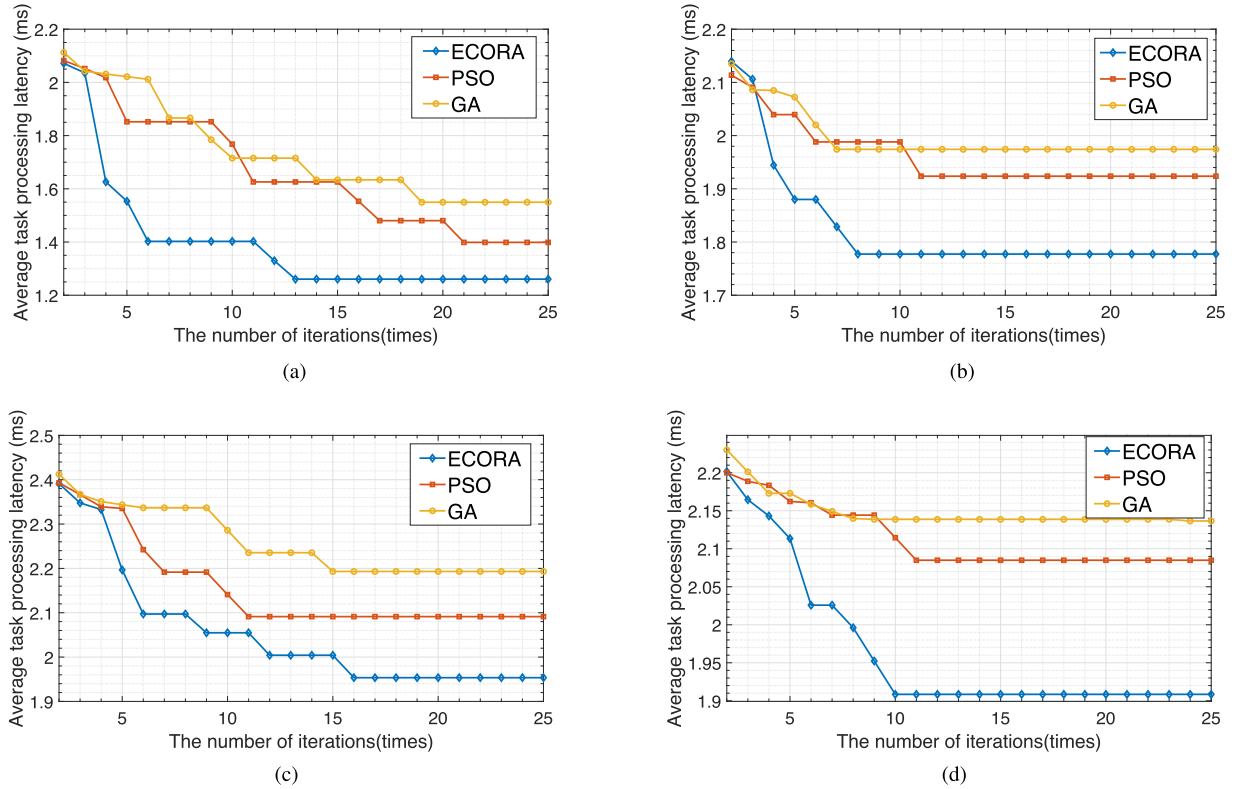 Average task processing latency (ms)
2.2
2
1.8
1.6
1.4
1.2
5
10
15
20
25
The number of iterations(times)
ECORA
PSO
GA
(a)
Average task processing latency (ms)
2.2
2.1
2
1.9
1.8
1.7
5
10
15
20
25
The number of iterations(times)
ECORA
PSO
GA
(b)
Average task processing latency (ms)
2.5
2.4
2.3
2.2
2.1
2
1.9
5
10
15
20
25
The number of iterations(times)
ECORA
PSO
GA
(c)
Average task processing latency (ms)
2.2
2.15
2.1
2.05
2
1.95
1.9
5
10
15
20
25
The number of iterations(times)
ECORA
PSO
GA
(d)